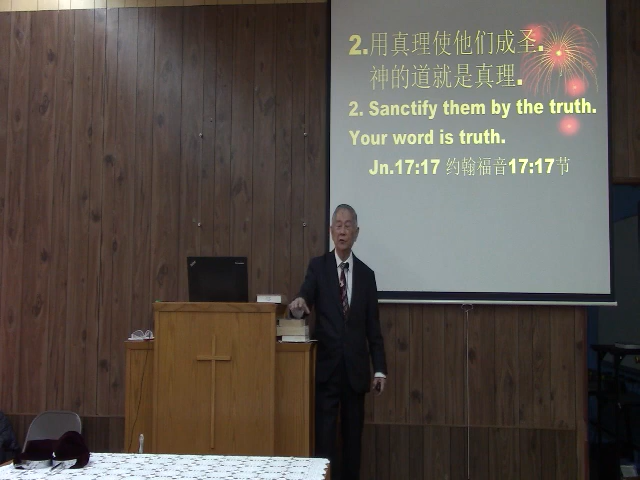 2.用真理使他们成圣.
神的道就是真理.
2. Sanctify them by the truth.
Your word is truth.
Jn.17:17 约翰福音17:17节